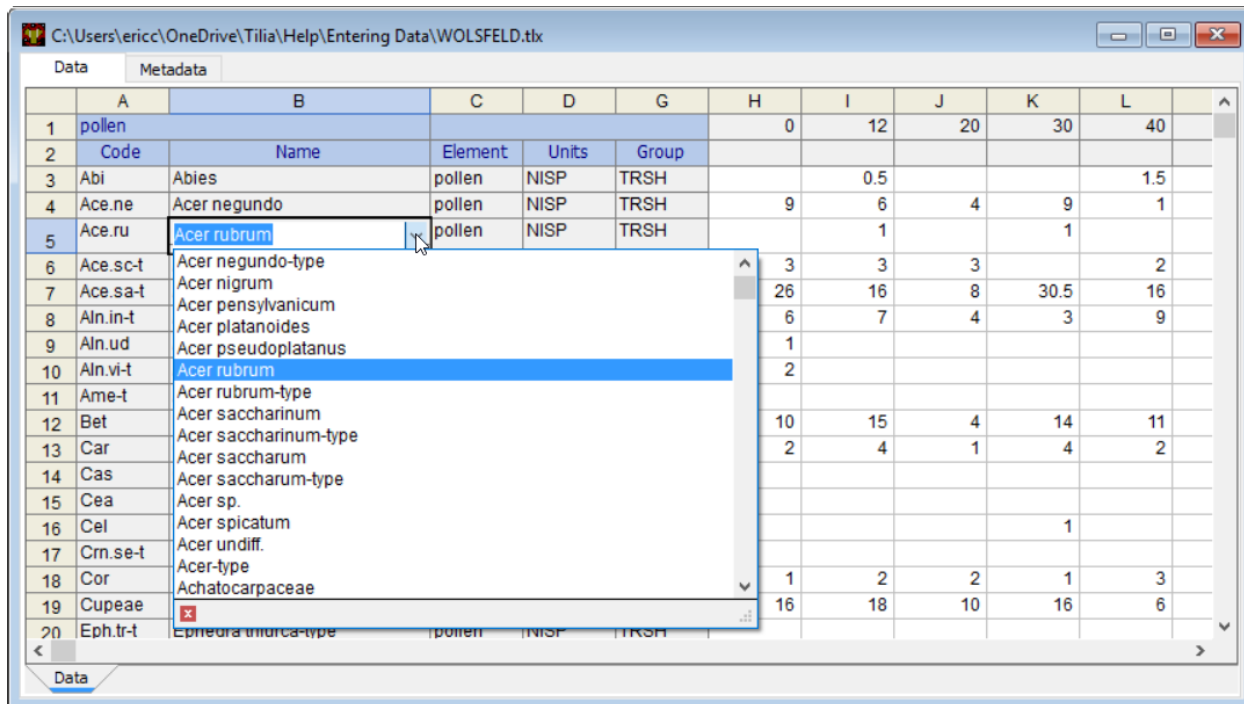 C:\Users\ericc\OneDrive\Tilia\Help\Entering Data\WOLSFELD.tlx
Data Metadata
A B C D G H I J K L
1 pollen 0 12 20 30 40
2 Code Name Element Units Group
3 Abi Abies pollen NISP TRSH 0.5 1.5
4 Ace.ne Acer negundo pollen NISP TRSH 9 6 4 9 1
5 Ace.ru Acer rubrum pollen NISP TRSH 1 1
Acer negundo-type
Acer nigrum
Acer pensylvanicum
Acer platanoides
Acer pseudoplatanus
Acer rubrum
Acer rubrum-type
Acer saccharinum
Acer saccharinum-type
Acer saccharum
Acer saccharum-type
Acer sp.
Acer spicatum
Acer undiff.
Acer-type
Achatocarpaceae
6 Ace.sc-t 3 3 3 2
7 Ace.sa-t 26 16 8 30.5 16
8 Aln.in-t 6 7 4 3 9
9 Aln.ud 1
10 Aln.vi-t 2
11 Ame-t
12 Bet 10 15 4 14 11
13 Car 2 4 1 4 2
14 Cas
15 Cea
16 Cel 1
17 Crn.se-t
18 Cor 1 2 2 1 3
19 Cupeae 16 18 10 16 6
20 Eph.tr-t pollen NISP TRSH
Data